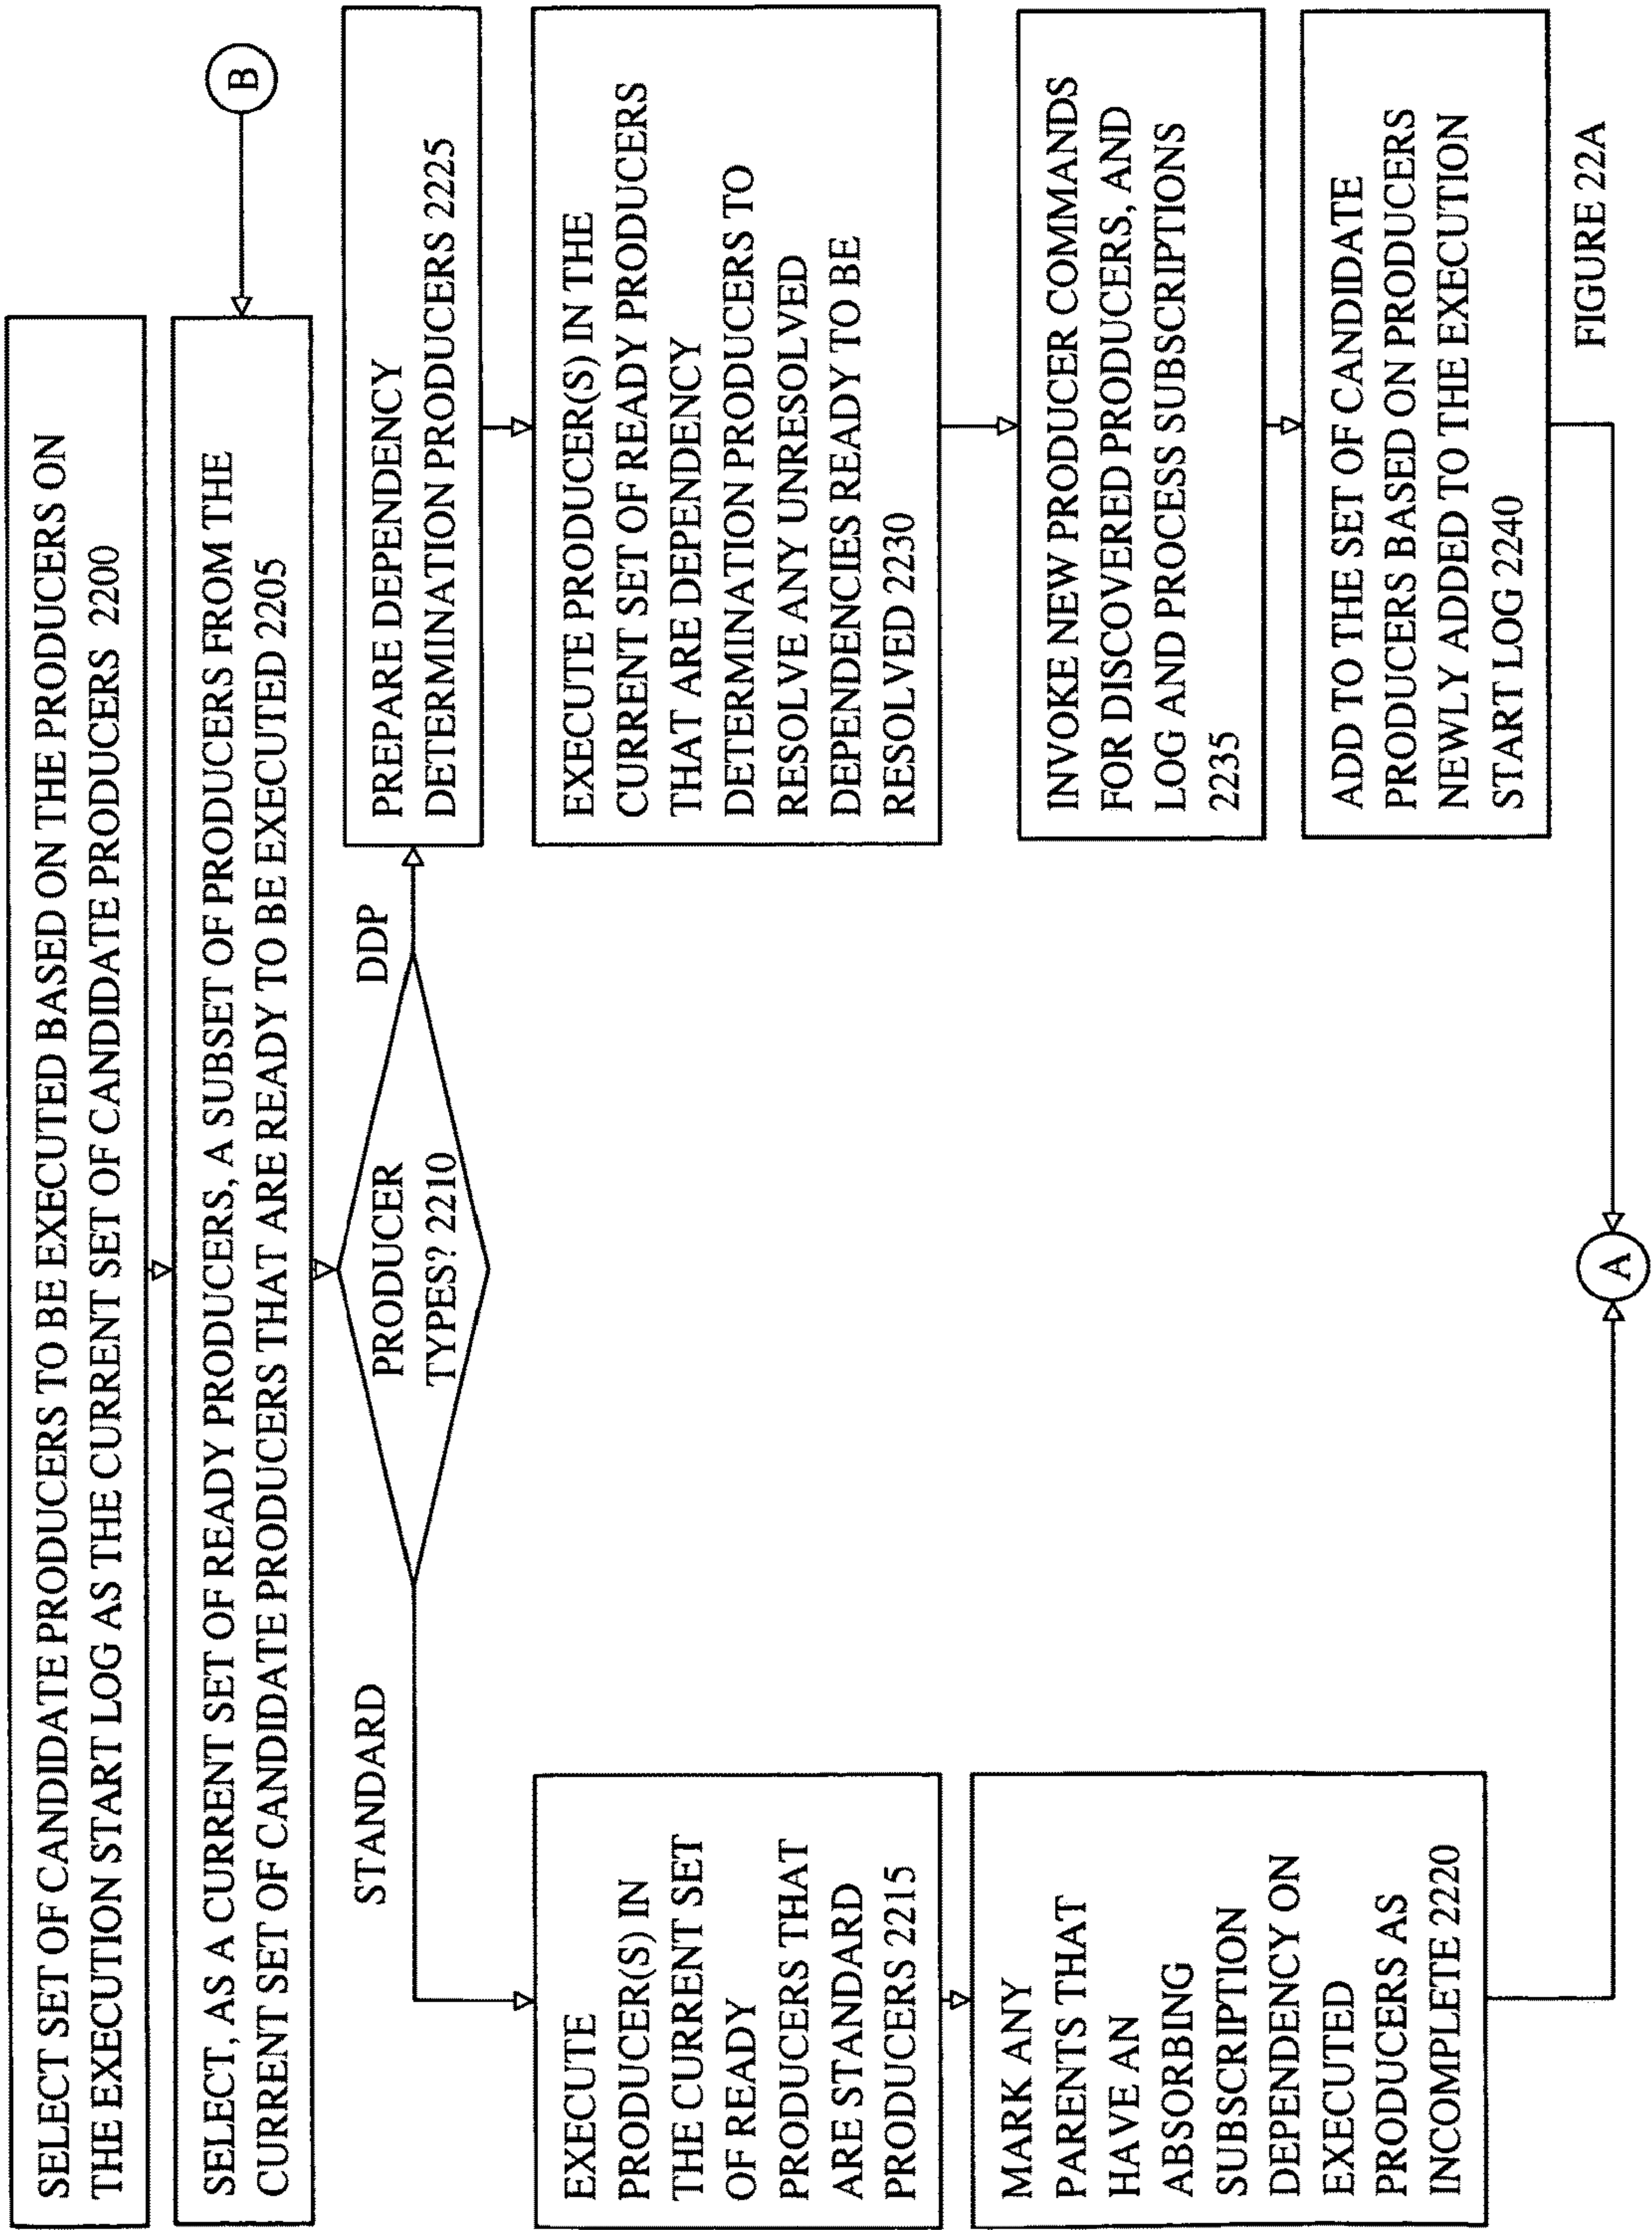 SELECT SET OF CANDIDATE PRODUCERS TO BE EXECUTED BASED ON THE PRODUCERS ON
THE EXECUTION START LOG AS THE CURRENT SET OF CANDIDATE PRODUCERS 2200
B
SELECT, AS A CURRENT SET OF READY PRODUCERS, A SUBSET OF PRODUCERS FROM THE
CURRENT SET OF CANDIDATE PRODUCERS THAT ARE READY TO BE EXECUTED 2205
PRODUCER
TYPES? 2210
STANDARD
EXECUTE
PRODUCER(S) IN
THE CURRENT SET
OF READY
PRODUCERS THAT
ARE STANDARD
PRODUCERS 2215
MARK ANY
PARENTS THAT
HAVE AN
ABSORBING
SUBSCRIPTION
DEPENDENCY ON
EXECUTED
PRODUCERS AS
INCOMPLETE 2220
DDP
PREPARE DEPENDENCY
DETERMINATION PRODUCERS 2225
EXECUTE PRODUCER(S) IN THE
CURRENT SET OF READY PRODUCERS
THAT ARE DEPENDENCY
DETERMINATION PRODUCERS TO
RESOLVE ANY UNRESOLVED
DEPENDENCIES READY TO BE
RESOLVED 2230
INVOKE NEW PRODUCER COMMANDS
FOR DISCOVERED PRODUCERS, AND
LOG AND PROCESS SUBSCRIPTIONS
2235
ADD TO THE SET OF CANDIDATE
PRODUCERS BASED ON PRODUCERS
NEWLY ADDED TO THE EXECUTION
START LOG 2240
A
FIGURE 22A